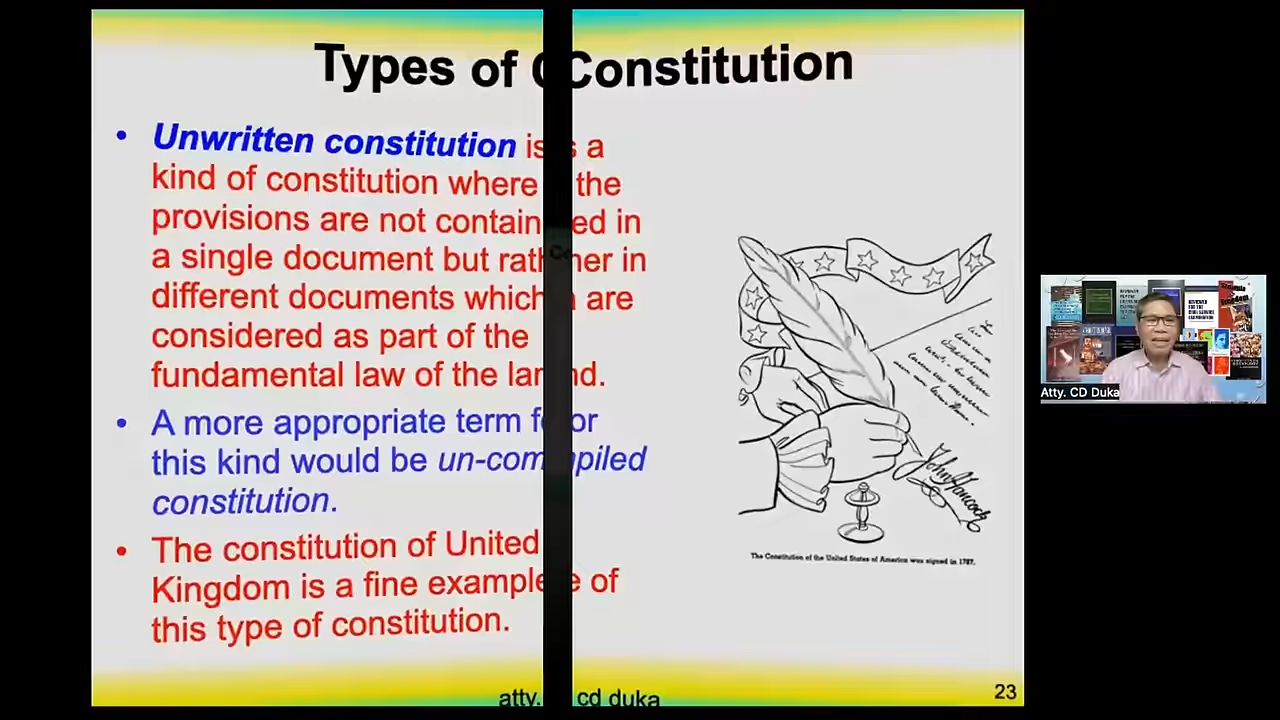 Types of Constitution
• Unwritten constitution is a
kind of constitution where the
provisions are not contained in
a single document but rather in
different documents which are
considered as part of the
fundamental law of the land.
• A more appropriate term for
this kind would be un-compiled
constitution.
• The constitution of United
Kingdom is a fine example of
this type of constitution.
John Hancock
The Constitution of the United States of America was signed in 1787.
atty. cd duka
23
Atty. CD Duka